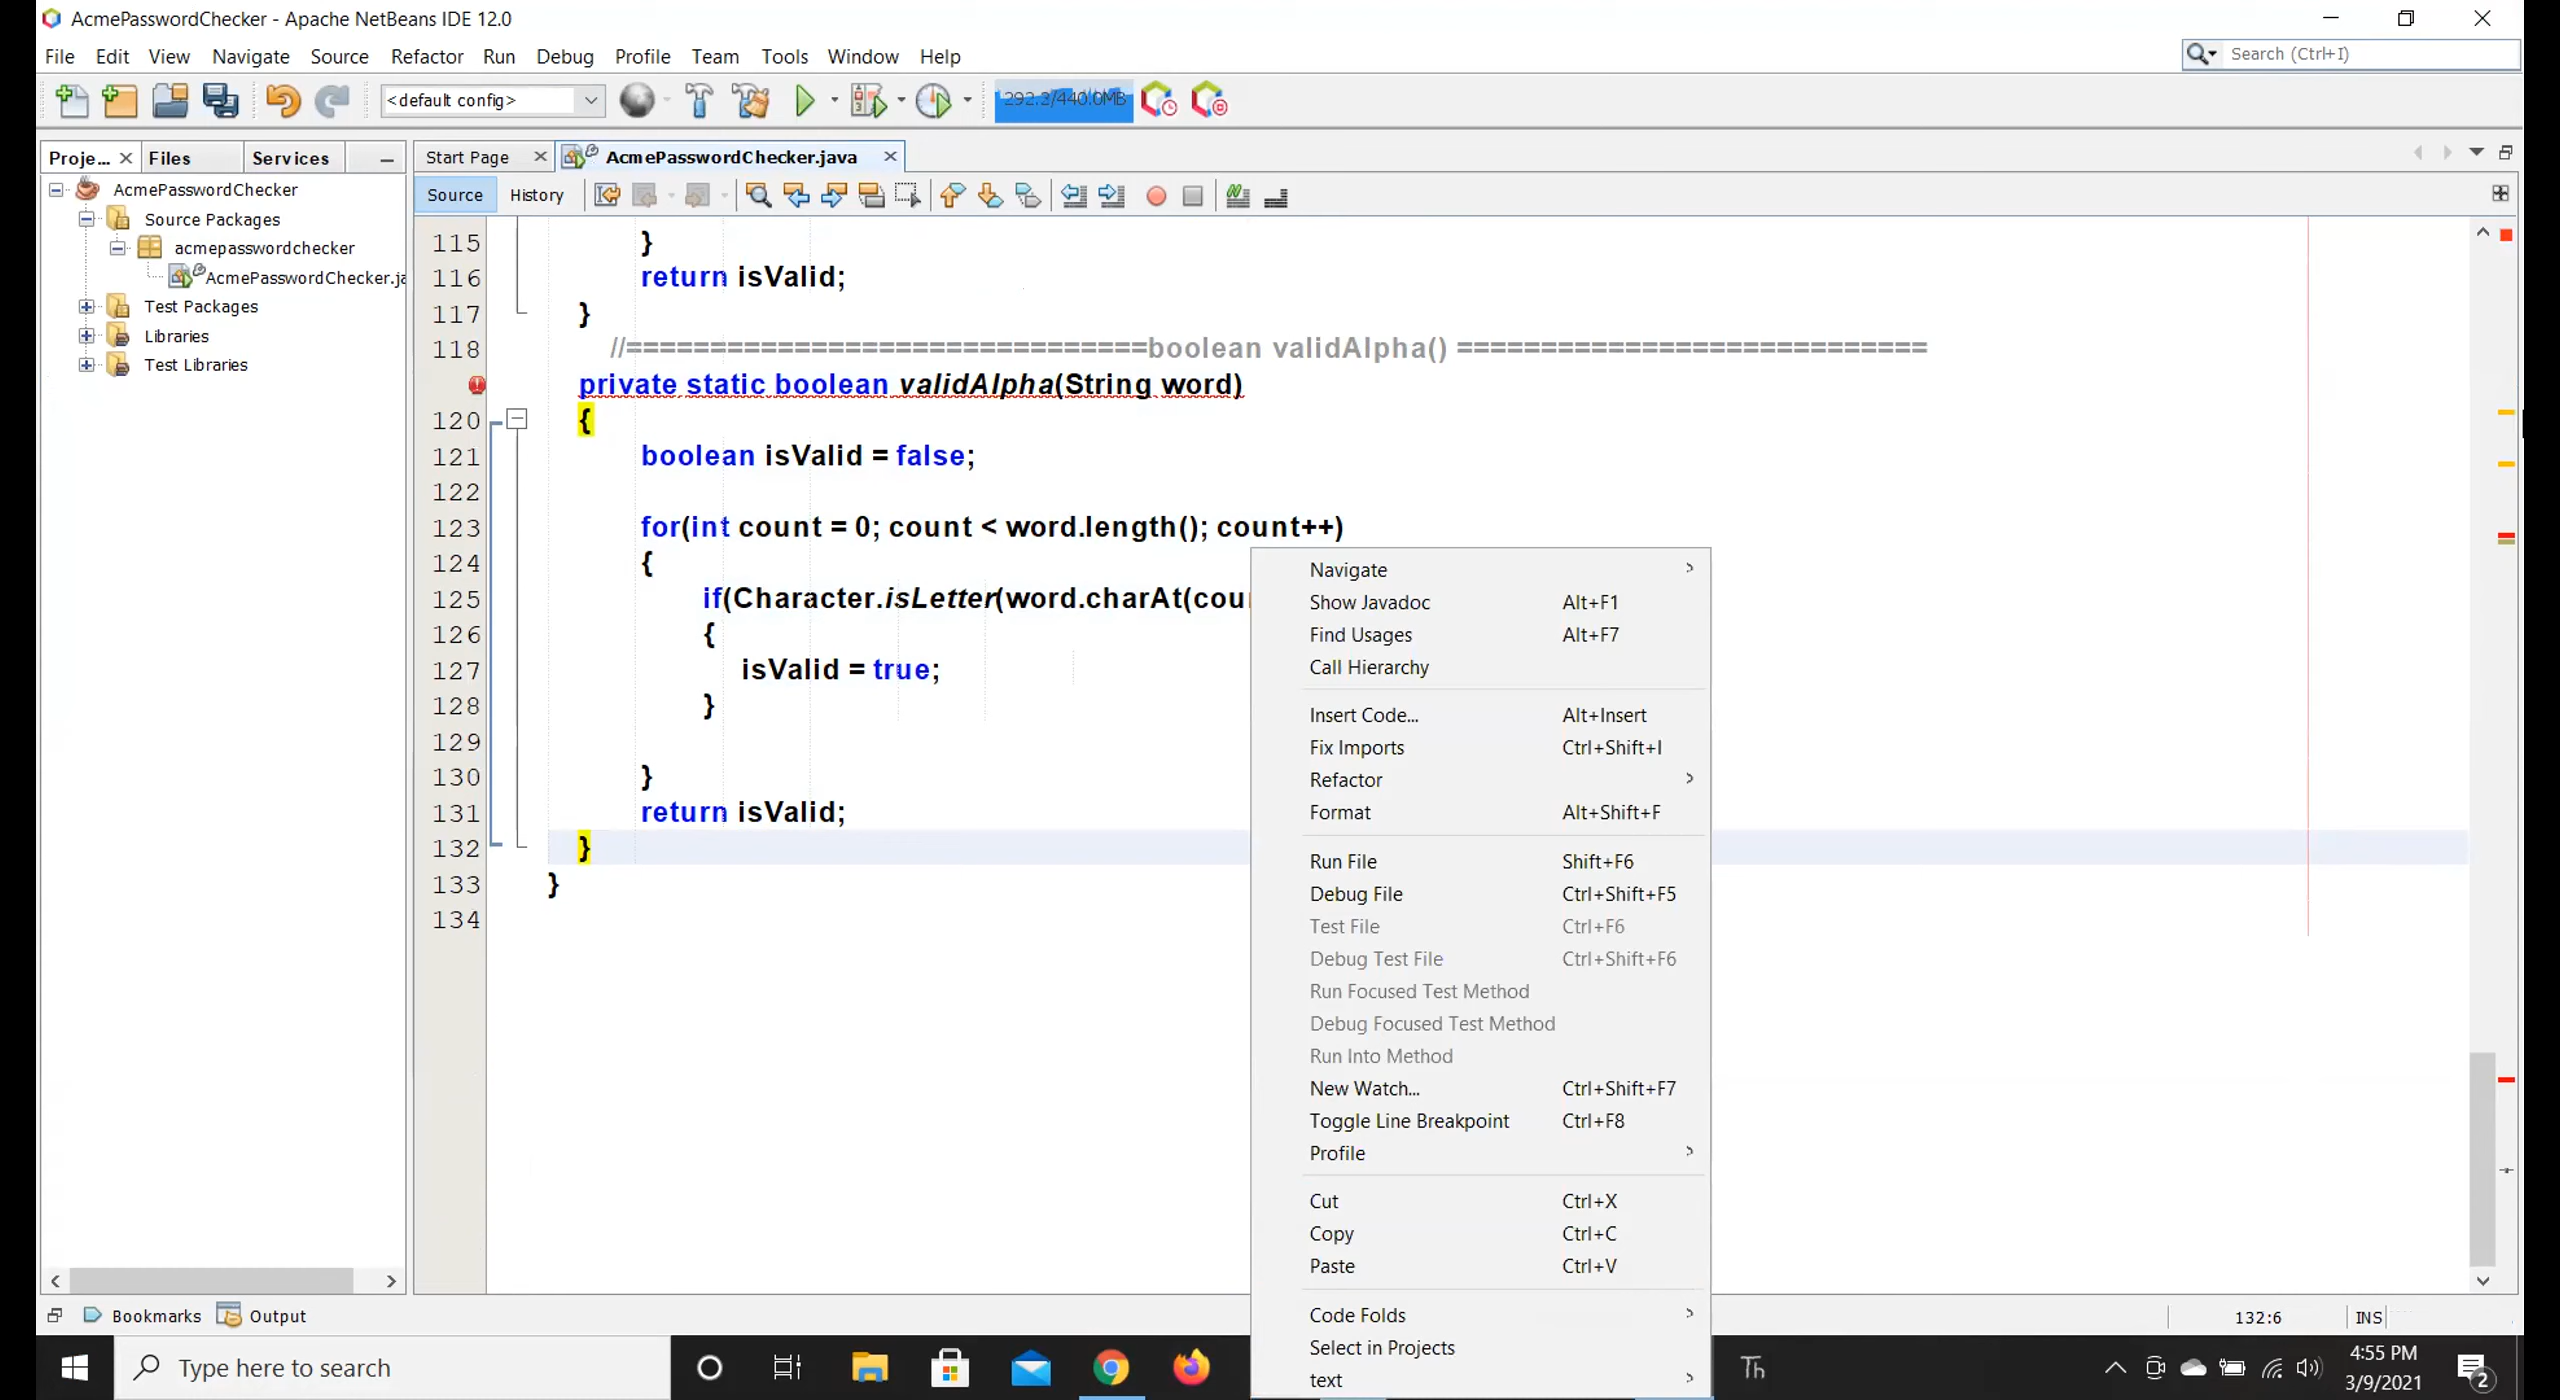 AcmePasswordChecker - Apache NetBeans IDE 12.0
File Edit View Navigate Source Refactor Run Debug Profile Team Tools Window Help
Search (Ctrl+I)
<default config>
292.2/440.0MB
Proje... Files Services
Start Page AcmePasswordChecker.java
Source History
AcmePasswordChecker
Source Packages
acmepasswordchecker
AcmePasswordChecker.ja
Test Packages
Libraries
Test Libraries
115 }
116 return isValid;
117 }
118 //===============================boolean validAlpha() ============================
private static boolean validAlpha(String word)
120 {
121 boolean isValid = false;
122
123 for(int count = 0; count < word.length(); count++)
124 {
125 if(Character.isLetter(word.charAt(cou
126 {
127 isValid = true;
128 }
129
130 }
131 return isValid;
132 }
133 }
134
Navigate
Show Javadoc Alt+F1
Find Usages Alt+F7
Call Hierarchy
Insert Code... Alt+Insert
Fix Imports Ctrl+Shift+I
Refactor
Format Alt+Shift+F
Run File Shift+F6
Debug File Ctrl+Shift+F5
Test File Ctrl+F6
Debug Test File Ctrl+Shift+F6
Run Focused Test Method
Debug Focused Test Method
Run Into Method
New Watch... Ctrl+Shift+F7
Toggle Line Breakpoint Ctrl+F8
Profile
Cut Ctrl+X
Copy Ctrl+C
Paste Ctrl+V
Code Folds
Select in Projects
text
Bookmarks Output
132:6 INS
Type here to search
Th
4:55 PM
3/9/2021
2